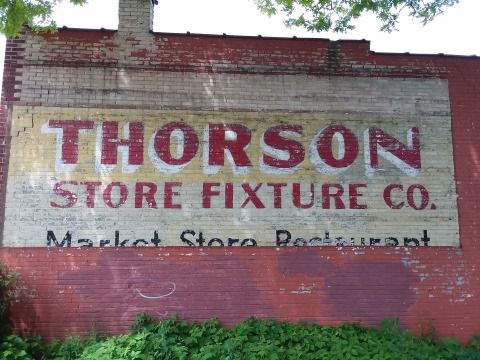 THORSON
STORE FIXTURE CO.
Market Store Restaurant